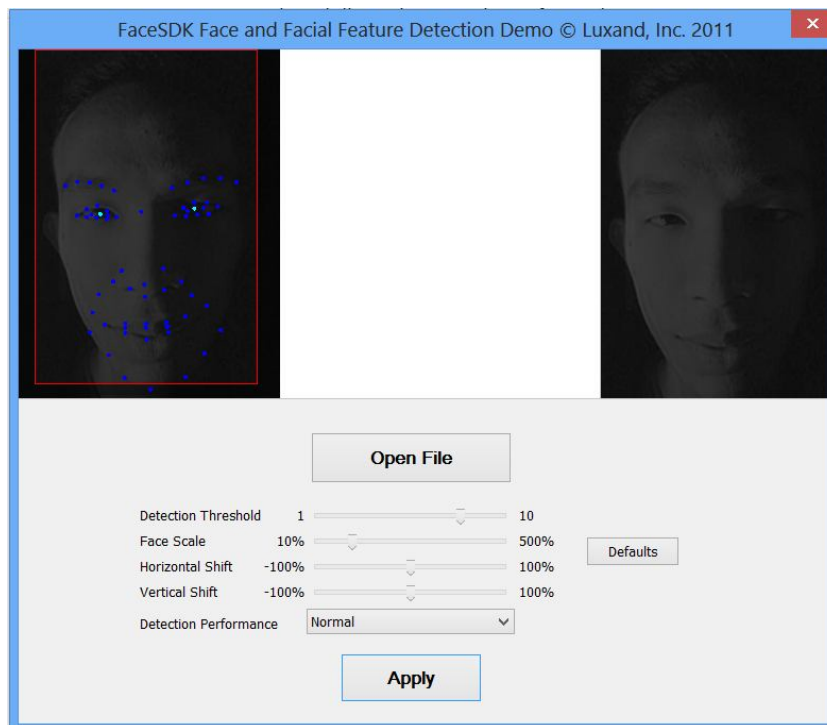 FaceSDK Face and Facial Feature Detection Demo © Luxand, Inc. 2011
Open File
Detection Threshold 1 10
Face Scale 10% 500%
Defaults
Horizontal Shift -100% 100%
Vertical Shift -100% 100%
Detection Performance Normal
Apply